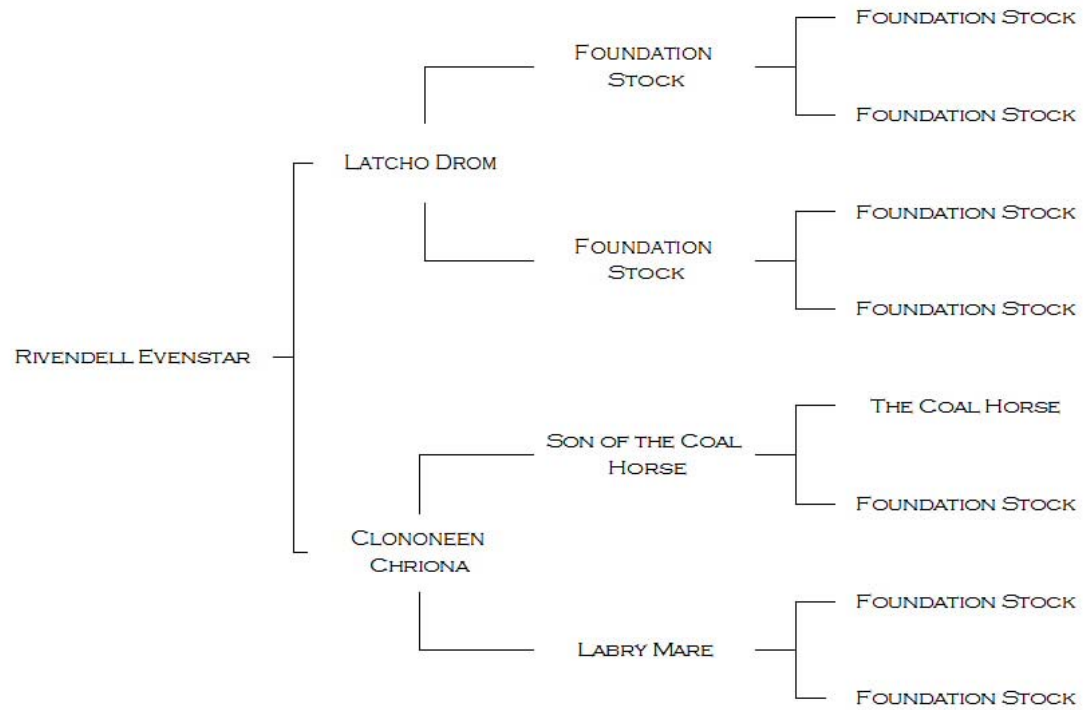 Foundation Stock
Foundation
Stock
Foundation Stock
Latcho Drom
Foundation Stock
Foundation
Stock
Foundation Stock
Rivendell Evenstar
The Coal Horse
Son of the Coal
Horse
Foundation Stock
Clononeen
Chriona
Foundation Stock
Labry Mare
Foundation Stock